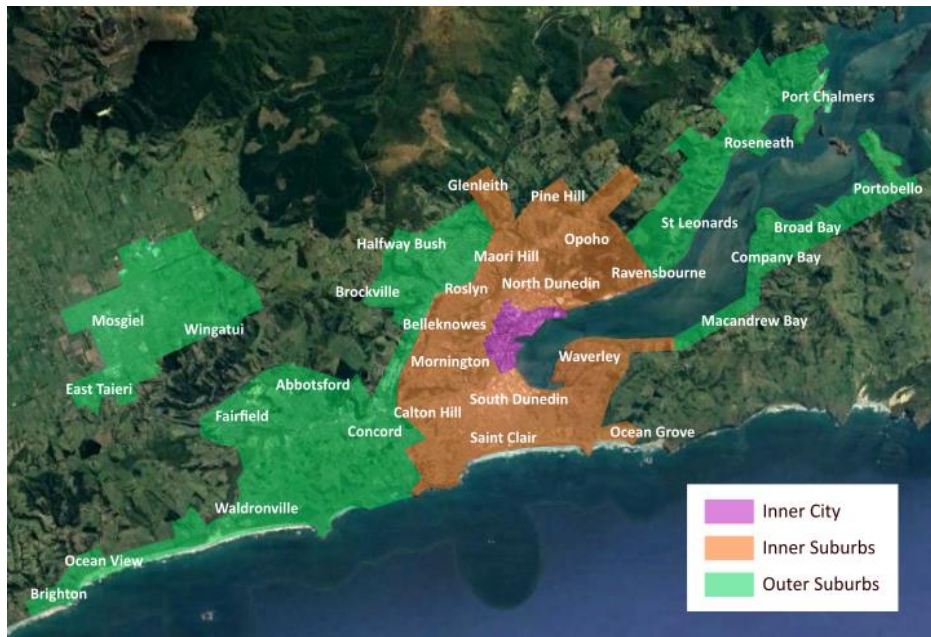 Port Chalmers
Roseneath
Glenleith
Pine Hill
Portobello
St Leonards
Broad Bay
Halfway Bush
Opoho
Maori Hill
Company Bay
Ravensbourne
Brockville
Roslyn
North Dunedin
Mosgiel
Wingatui
Belleknowes
Macandrew Bay
Mornington
Waverley
East Taieri
Abbotsford
South Dunedin
Fairfield
Calton Hill
Concord
Saint Clair
Ocean Grove
Waldronville
Ocean View
Brighton
Inner City
Inner Suburbs
Outer Suburbs